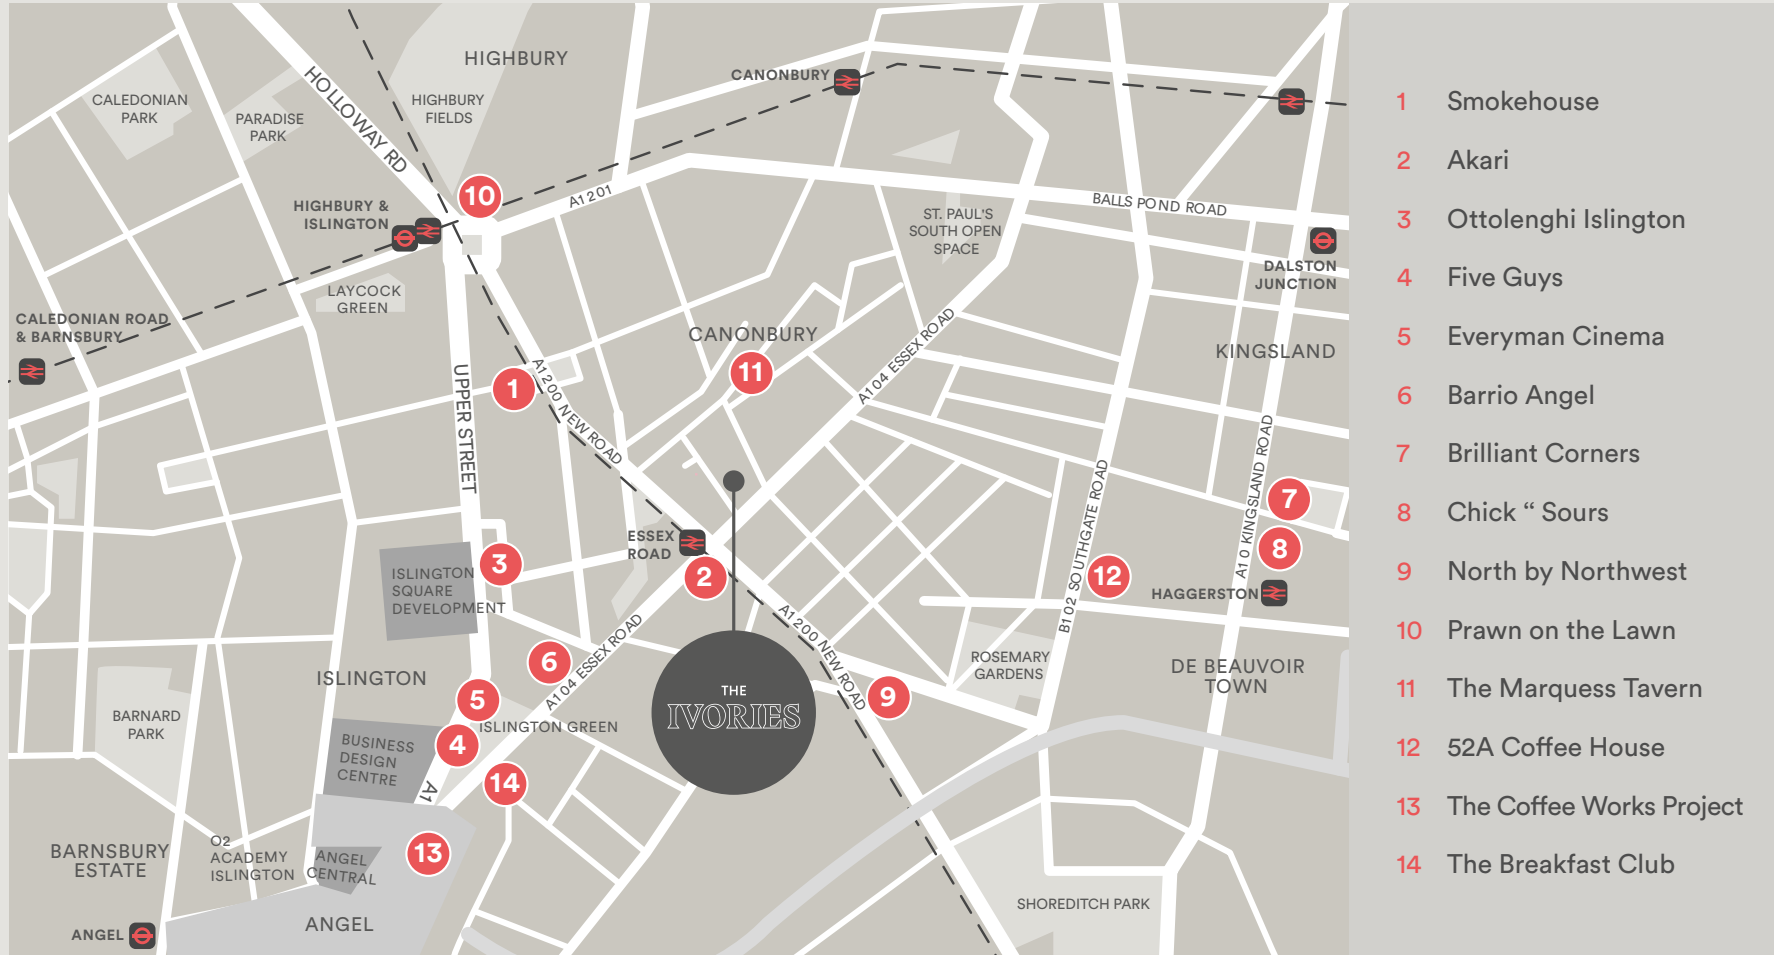 HIGHBURY
CALEDONIAN
PARK
PARADISE
PARK
HOLLOWAY RD
HIGHBURY
FIELDS
CANONBURY
10
HIGHBURY &
ISLINGTON
A1201
ST. PAUL'S
SOUTH OPEN
SPACE
BALLS POND ROAD
DALSTON
JUNCTION
LAYCOCK
GREEN
CALEDONIAN ROAD
& BARNSBURY
CANONBURY
11
A104 ESSEX ROAD
KINGSLAND
1
UPPER STREET
A1200 NEW ROAD
B102 SOUTHGATE ROAD
A10 KINGSLAND ROAD
7
8
ESSEX
ROAD
2
3
ISLINGTON
SQUARE
DEVELOPMENT
12
HAGGERSTON
A104 ESSEX ROAD
A1200 NEW ROAD
6
ISLINGTON
ROSEMARY
GARDENS
DE BEAUVOIR
TOWN
THE
IVORIES
9
5
ISLINGTON GREEN
BARNARD
PARK
BUSINESS
DESIGN
CENTRE
4
A1
14
BARNSBURY
ESTATE
O2
ACADEMY
ISLINGTON
ANGEL
CENTRAL
13
ANGEL
ANGEL
SHOREDITCH PARK
1 Smokehouse
2 Akari
3 Ottolenghi Islington
4 Five Guys
5 Everyman Cinema
6 Barrio Angel
7 Brilliant Corners
8 Chick “ Sours
9 North by Northwest
10 Prawn on the Lawn
11 The Marquess Tavern
12 52A Coffee House
13 The Coffee Works Project
14 The Breakfast Club